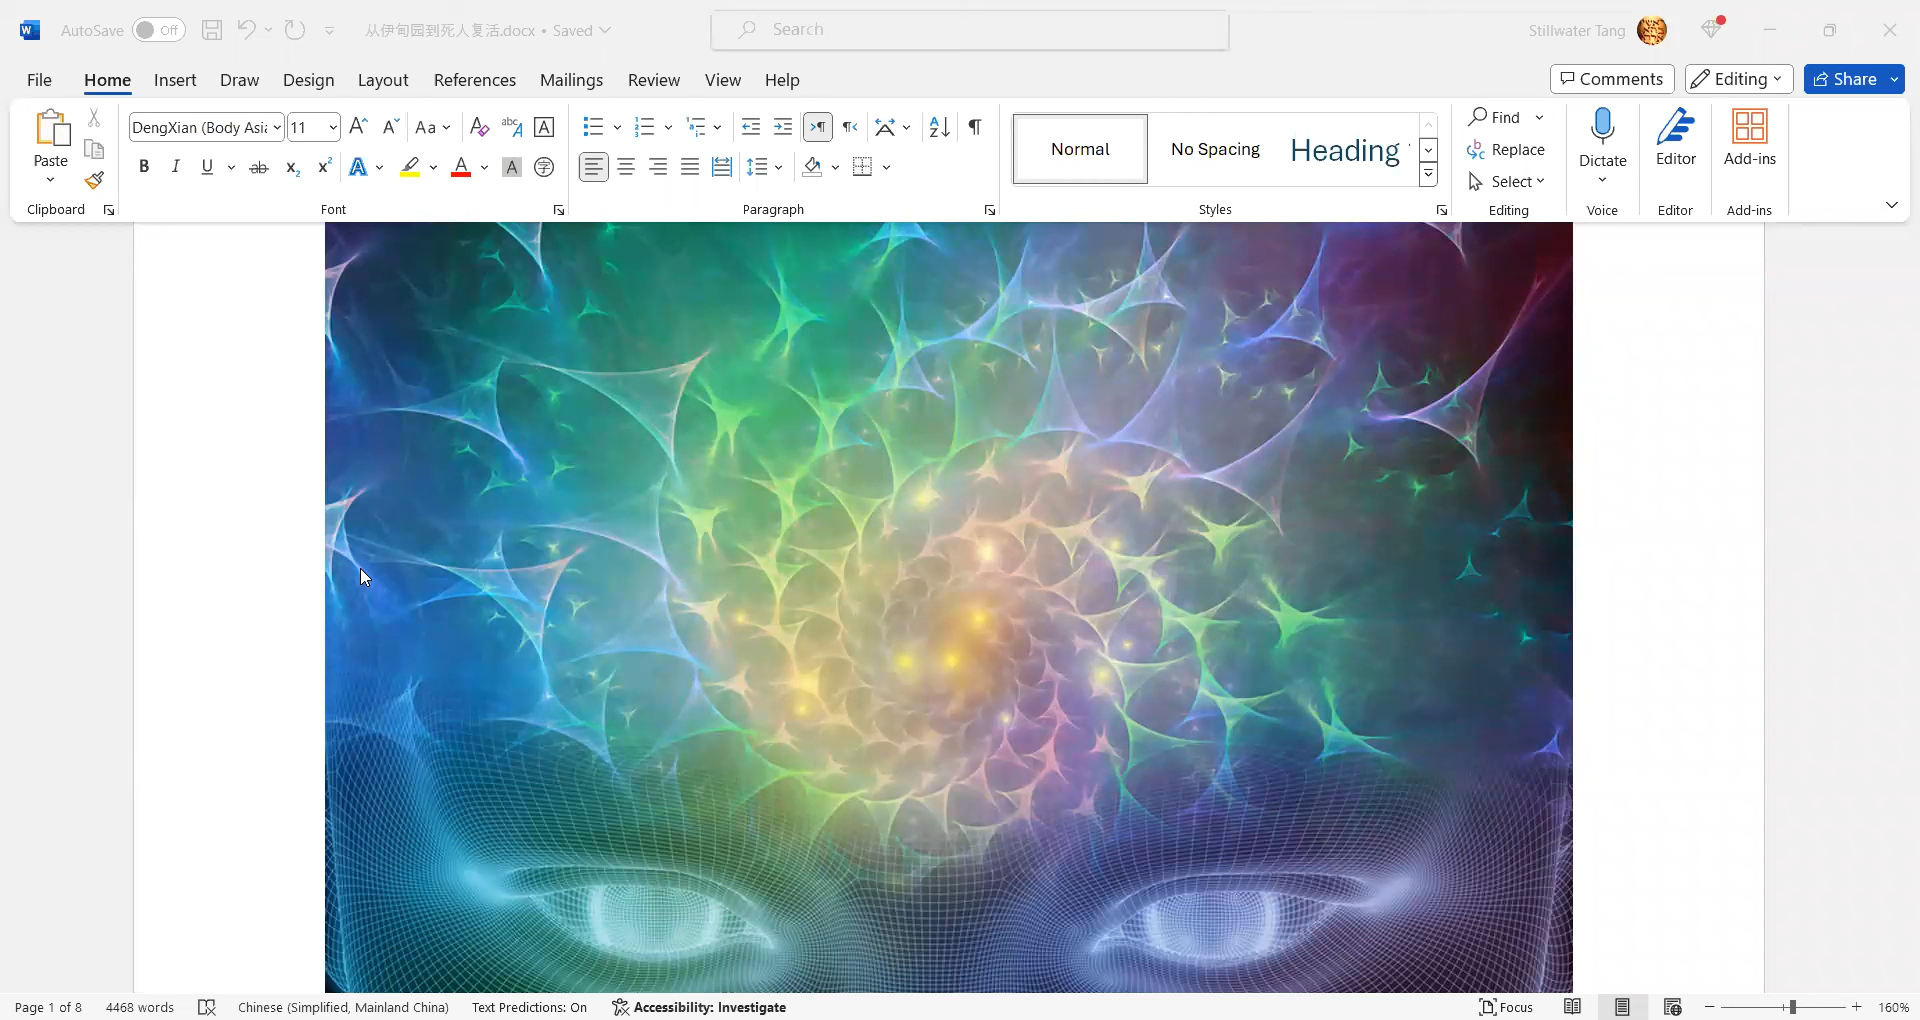 AutoSave Off 从伊甸园到死人复活.docx • Saved Search Stillwater Tang
File Home Insert Draw Design Layout References Mailings Review View Help Comments Editing Share
Paste DengXian (Body Asia 11 Normal No Spacing Heading Find Replace Select Dictate Editor Add-ins
Clipboard Font Paragraph Styles Editing Voice Editor Add-ins
Page 1 of 8 4468 words Chinese (Simplified, Mainland China) Text Predictions: On Accessibility: Investigate Focus 160%